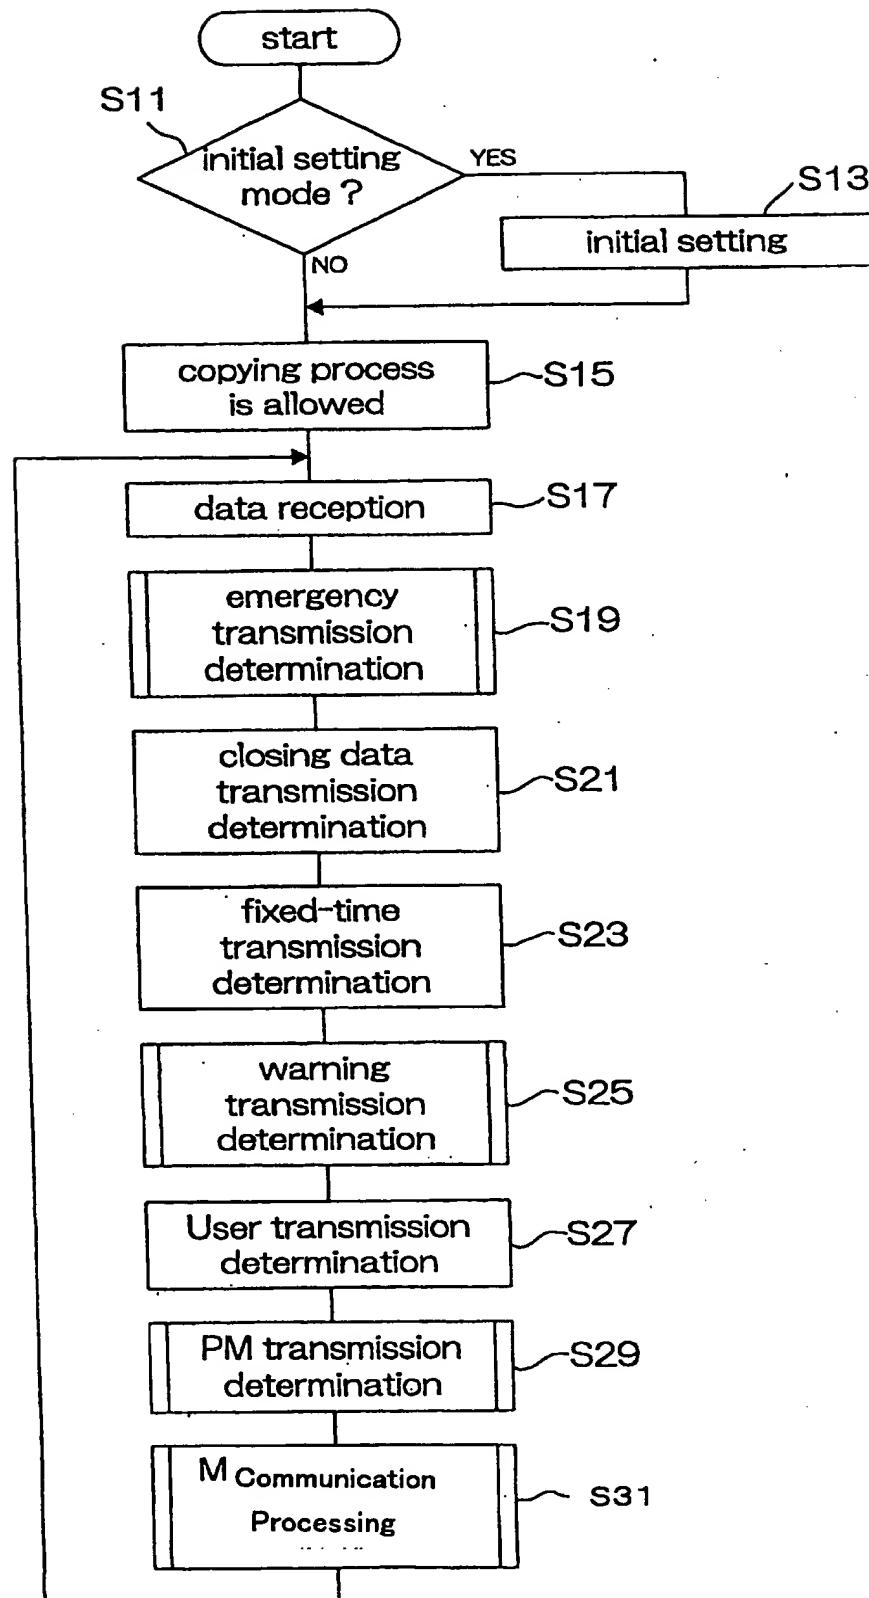 start
S11
initial setting
mode ?
YES
S13
initial setting
NO
copying process
is allowed
S15
data reception
S17
emergency
transmission
determination
S19
closing data
transmission
determination
S21
fixed-time
transmission
determination
S23
warning
transmission
determination
S25
User transmission
determination
S27
PM transmission
determination
S29
M Communication
Processing
S31